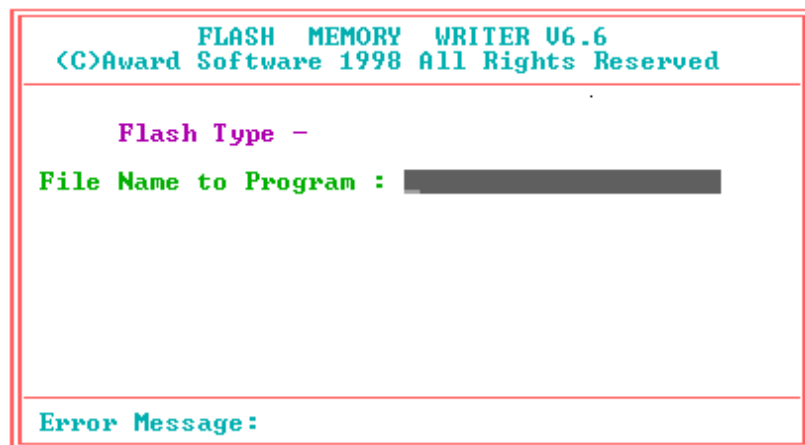 FLASH MEMORY WRITER V6.6
(C)Award Software 1998 All Rights Reserved
Flash Type -
File Name to Program :
Error Message: